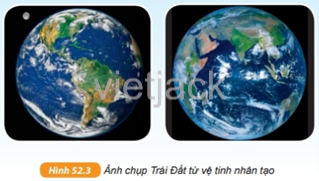 vietjack
Hình 52.3 Ảnh chụp Trái Đất từ vệ tinh nhân tạo